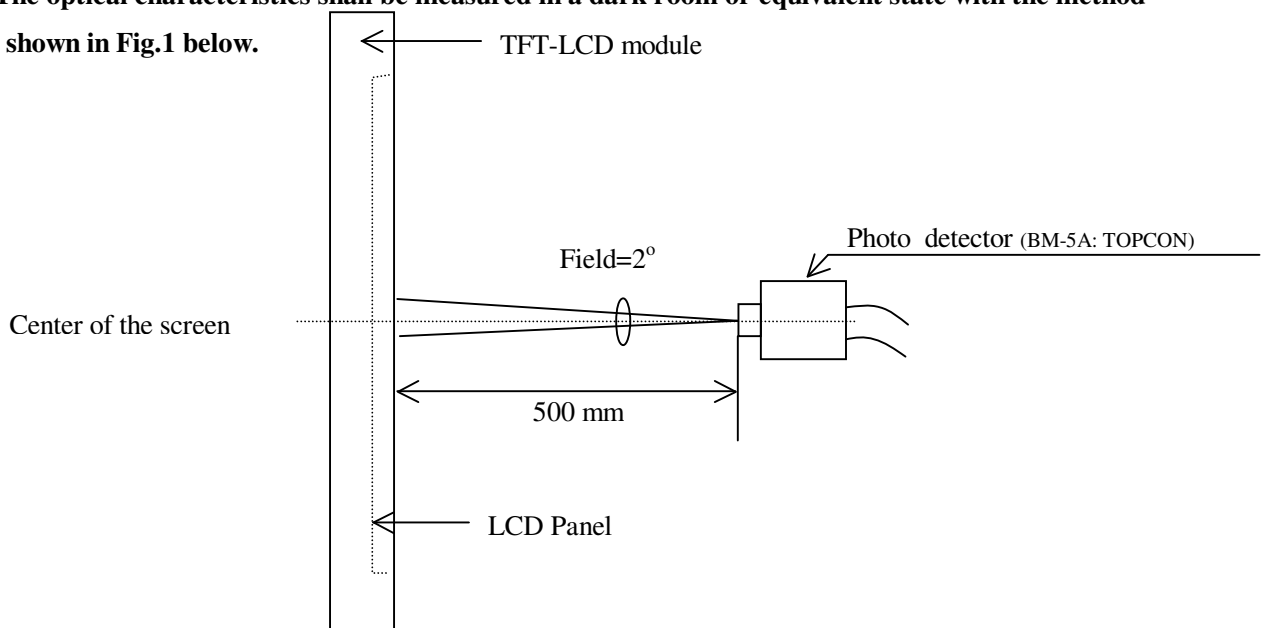 The optical characteristics shall be measured in a dark room or equivalent state with the method
shown in Fig.1 below.
TFT-LCD module
Photo detector (BM-5A: TOPCON)
Field=2°
Center of the screen
500 mm
LCD Panel